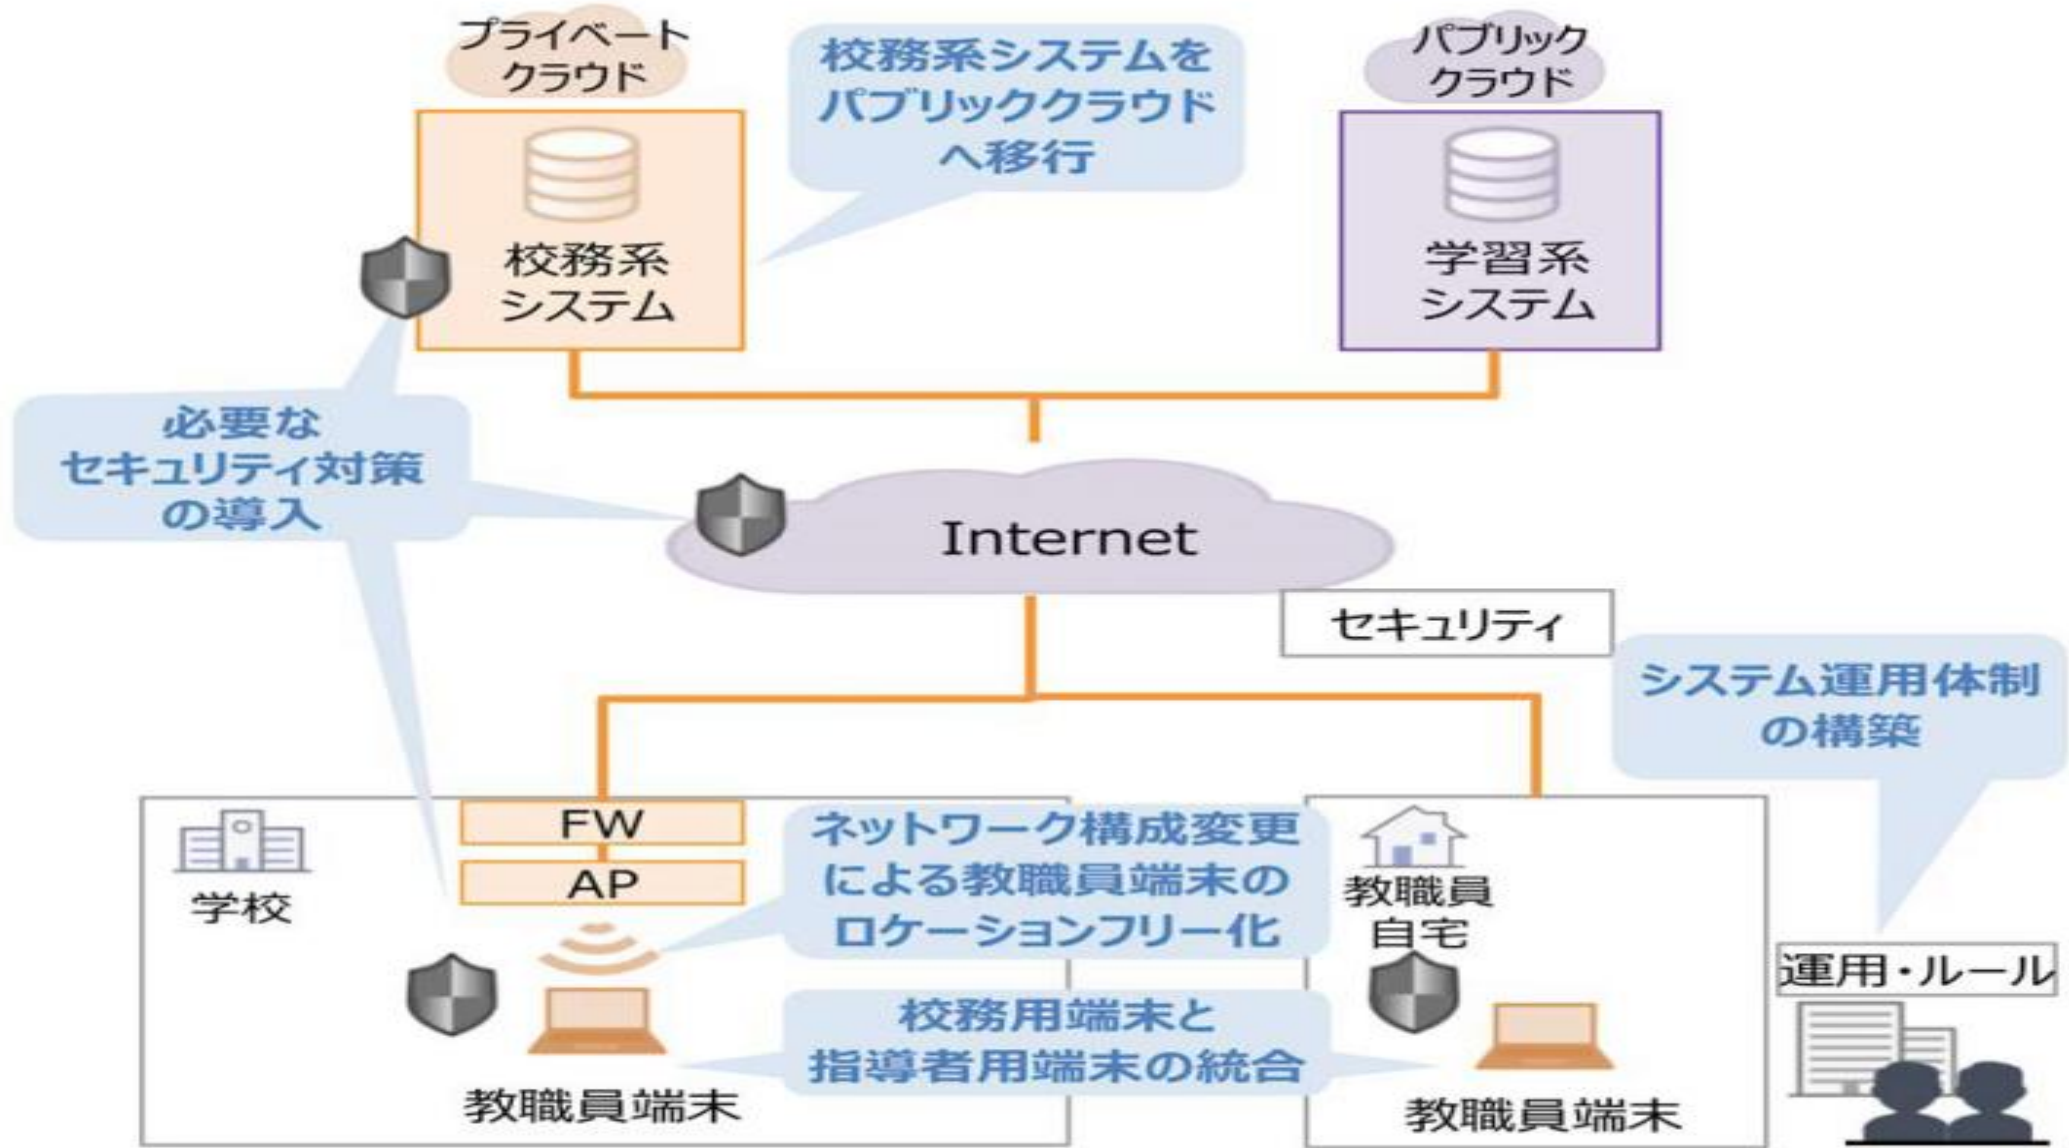 プライベート
クラウド
校務系システムを
パブリッククラウド
へ移行
パブリック
クラウド
校務系
システム
学習系
システム
必要な
セキュリティ対策
の導入
Internet
セキュリティ
システム運用体制
の構築
学校
FW
AP
ネットワーク構成変更
による教職員端末の
ロケーションフリー化
教職員
自宅
運用・ルール
校務用端末と
指導者用端末の統合
教職員端末
教職員端末